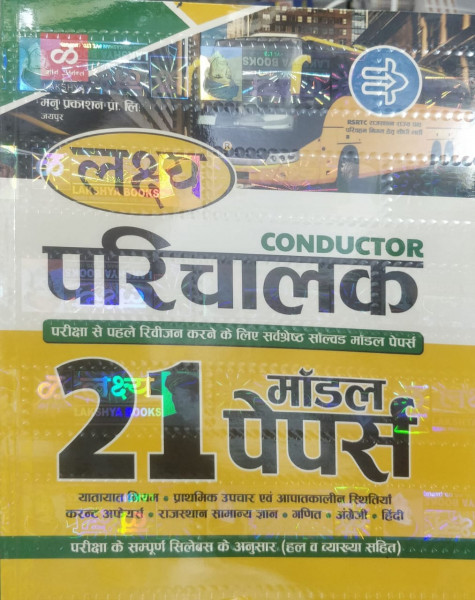 मनु प्रकाशन प्रा. लि.
जयपुर
लक्ष्य®
LAKSHYA BOOKS
CONDUCTOR
परिचालक
परीक्षा से पहले रिवीजन करने के लिए सर्वश्रेष्ठ सोल्वड मॉडल पेपर्स
21 मॉडल
पेपर्स
यातायात नियम • प्राथमिक उपचार एवं आपातकालीन स्थितियां
करन्ट अफेयर्स • राजस्थान सामान्य ज्ञान • गणित • अंग्रेजी • हिंदी
परीक्षा के सम्पूर्ण सिलेबस के अनुसार (हल व व्याख्या सहित)